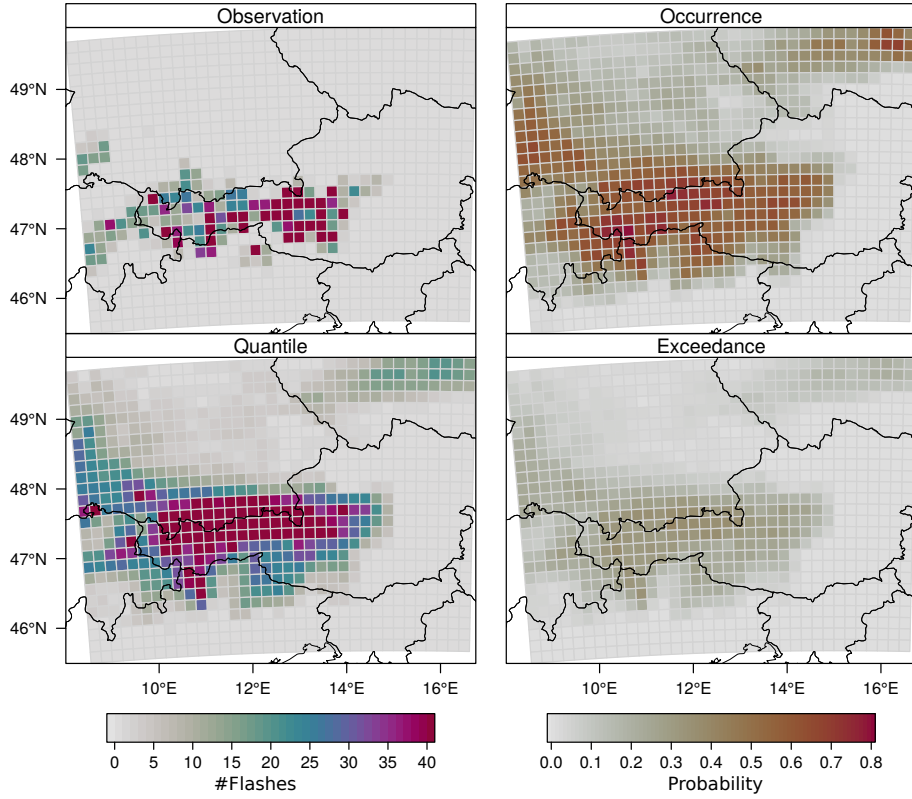 Observation
Occurrence
49°N
48°N
47°N
46°N
Quantile
Exceedance
49°N
48°N
47°N
46°N
10°E 12°E 14°E 16°E
10°E 12°E 14°E 16°E
0 5 10 15 20 25 30 35 40
#Flashes
0.0 0.1 0.2 0.3 0.4 0.5 0.6 0.7 0.8
Probability